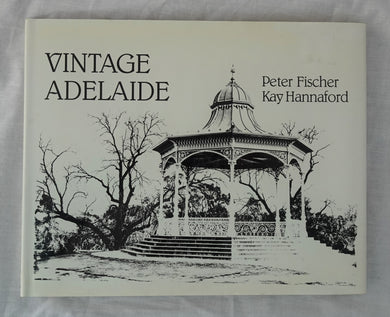 VINTAGE
ADELAIDE
Peter Fischer
Kay Hannaford